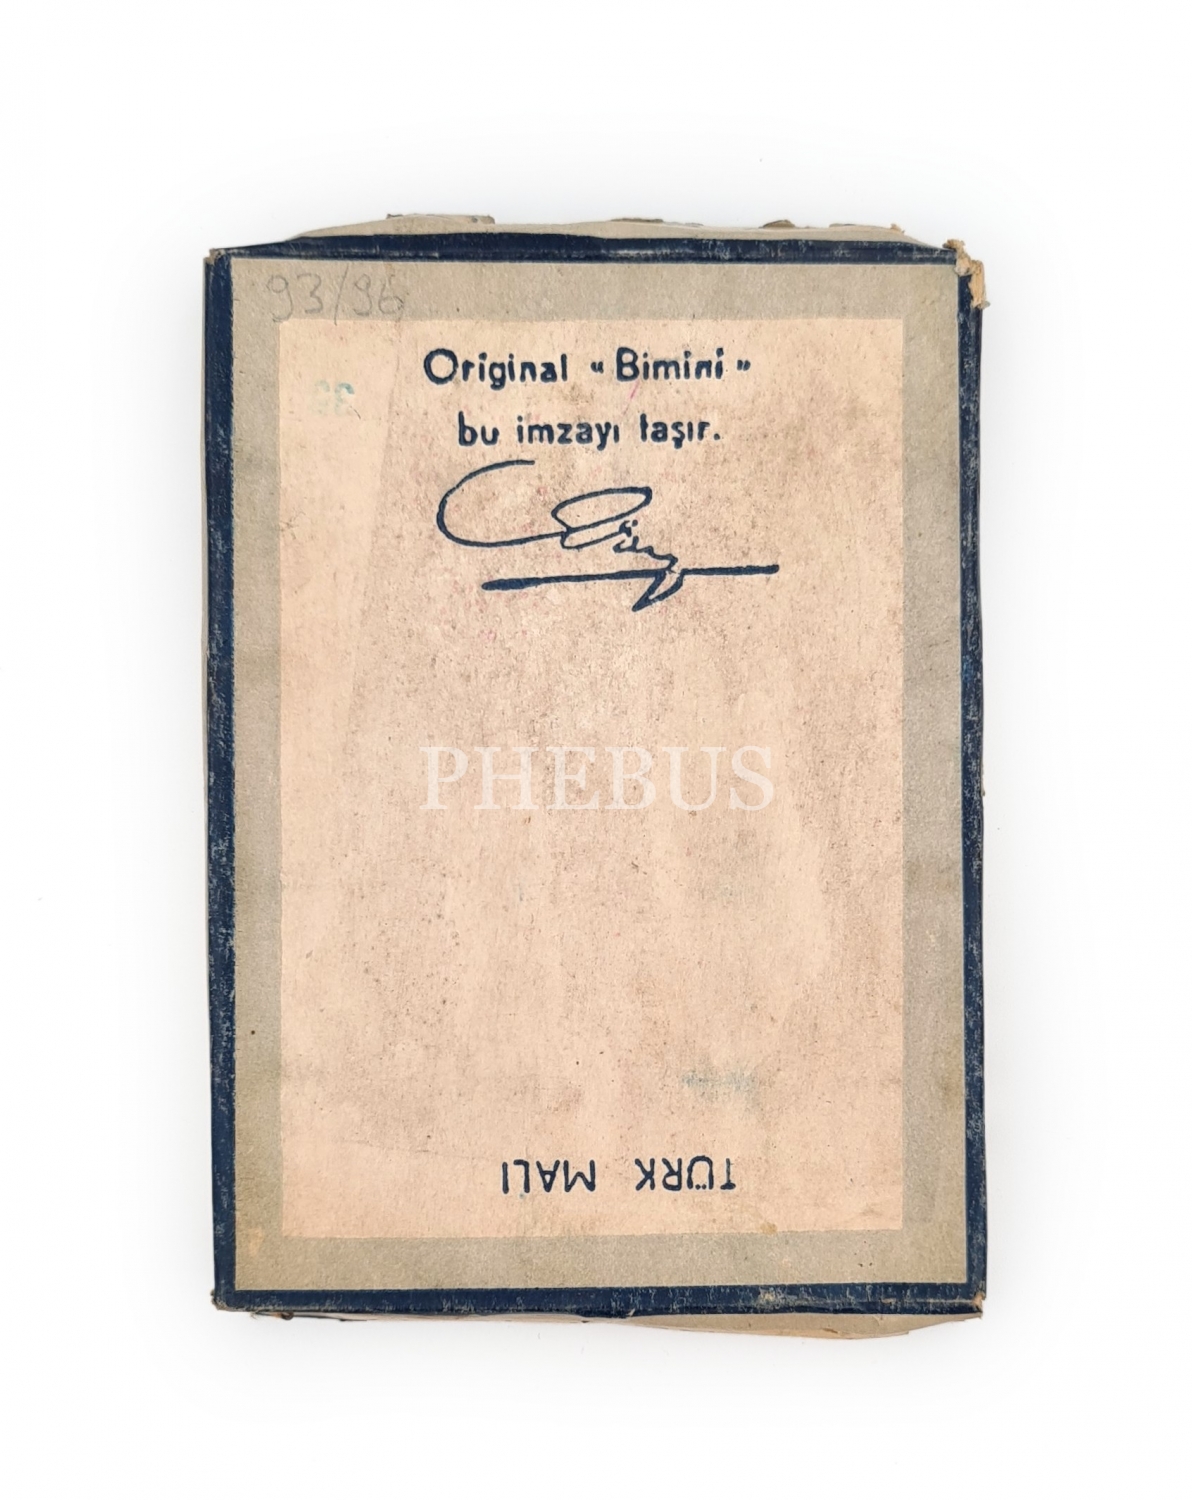 93/96
Original « Bimini »
bu imzayı taşır.
PHEBUS
TÜRK MALI